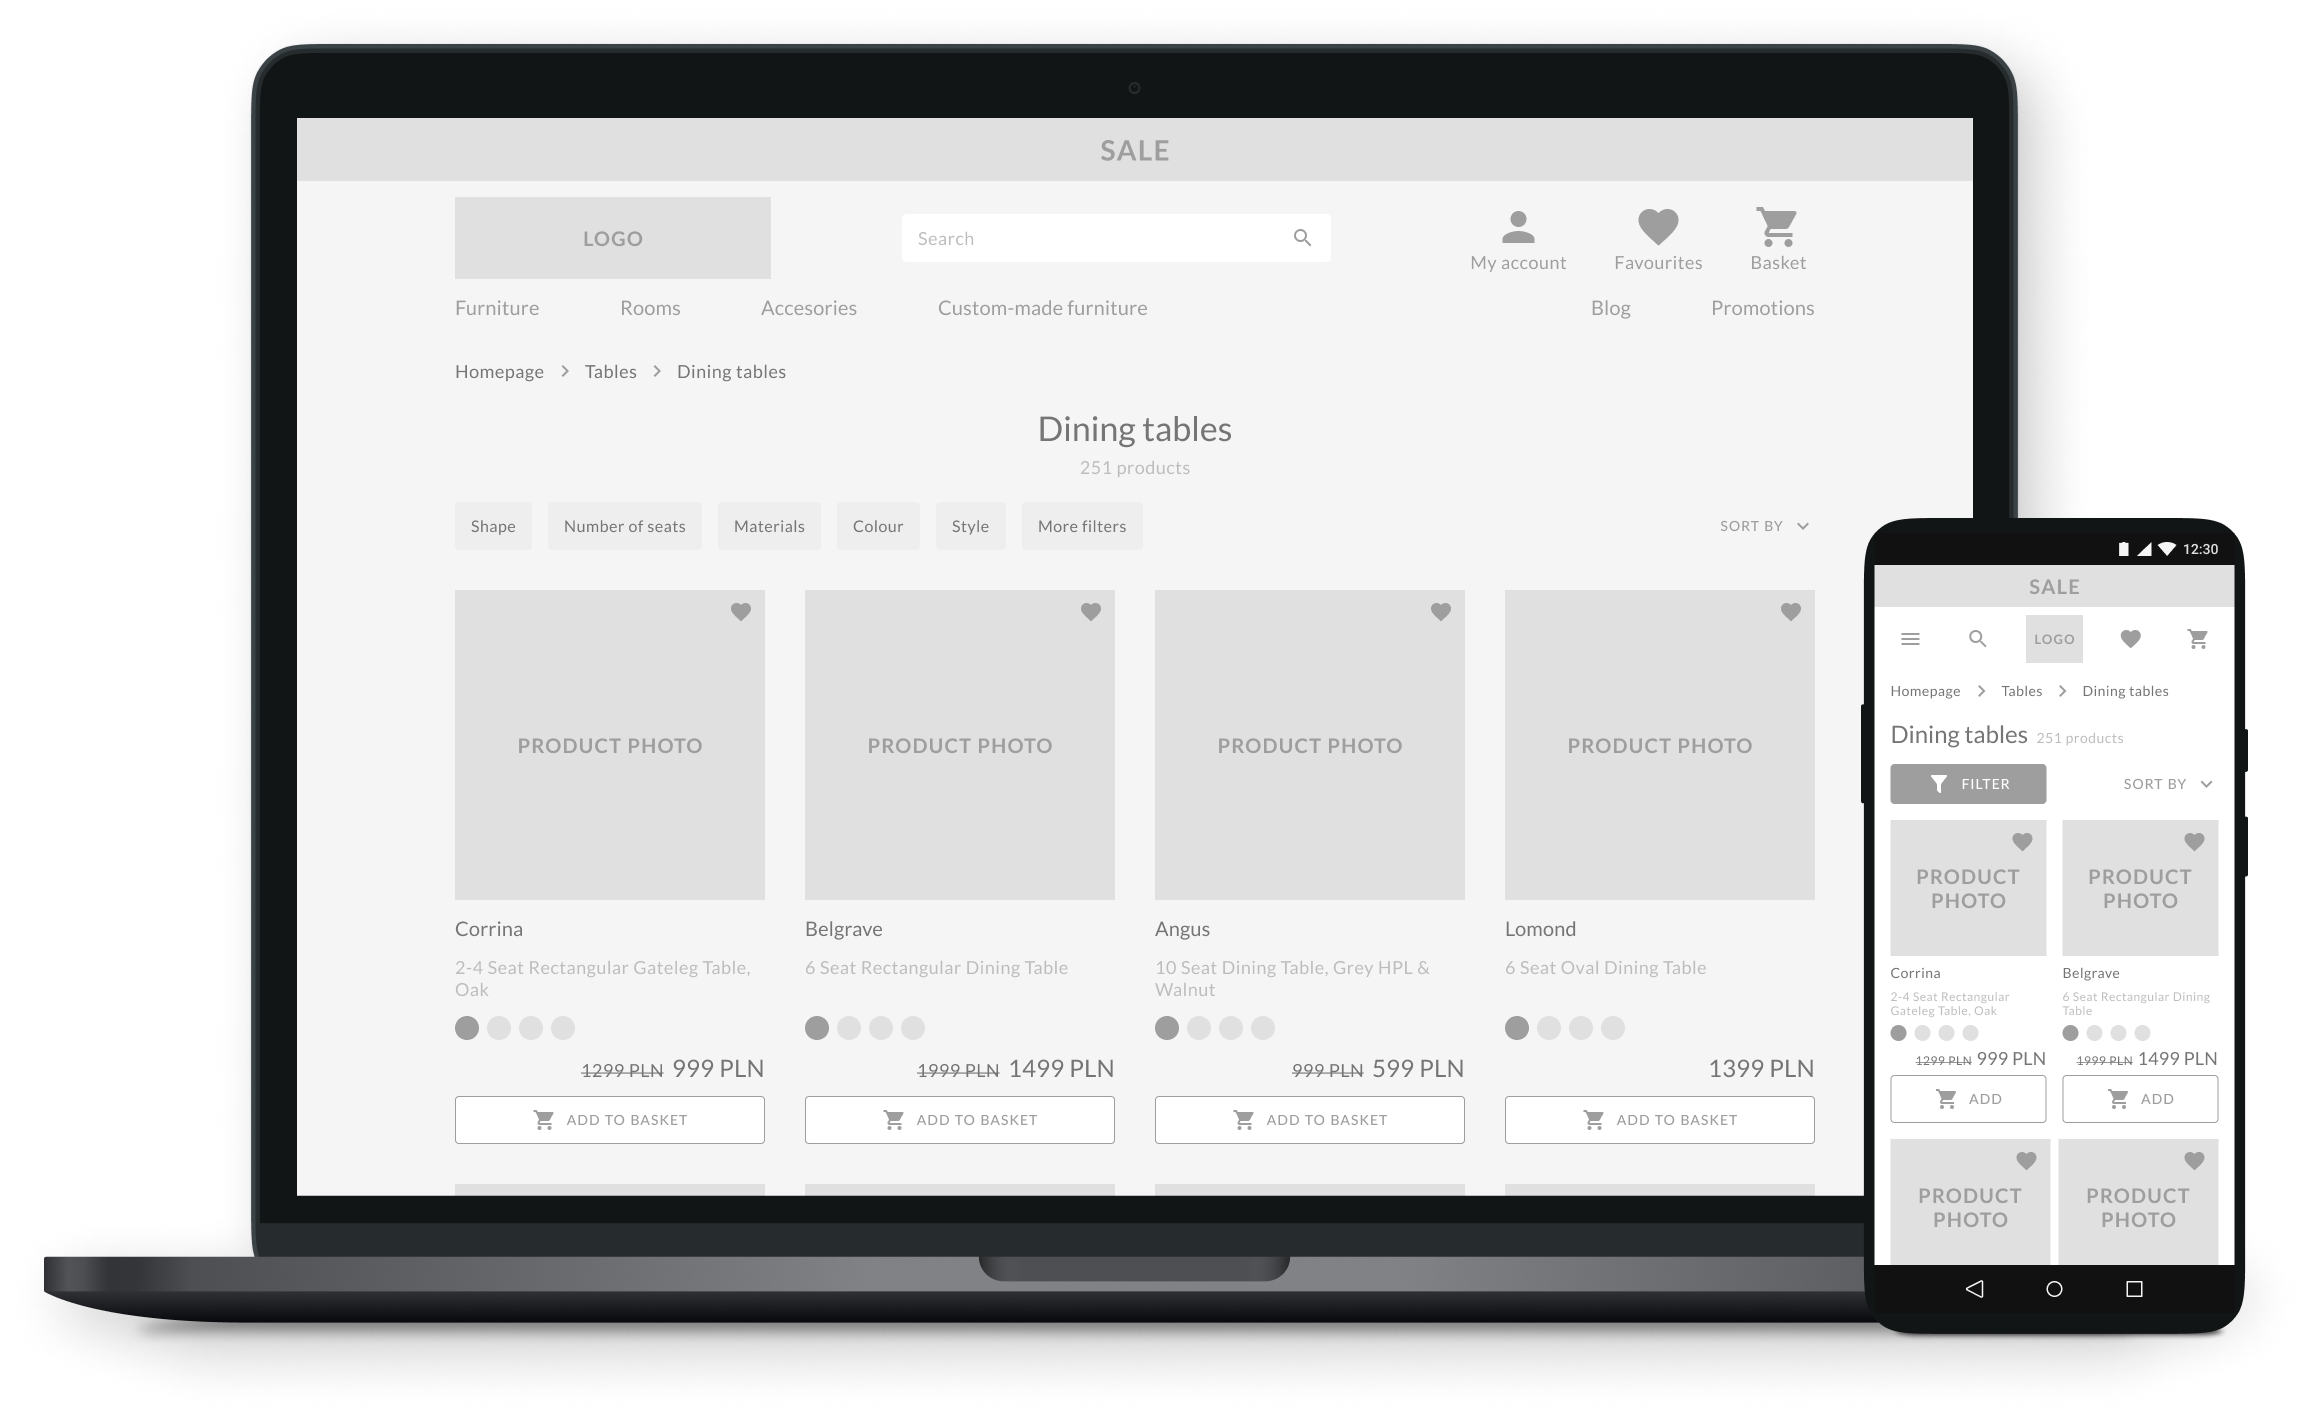 SALE
LOGO
Search
My account
Favourites
Basket
Furniture
Rooms
Accesories
Custom-made furniture
Blog
Promotions
Homepage > Tables > Dining tables
Dining tables
251 products
Shape
Number of seats
Materials
Colour
Style
More filters
SORT BY
PRODUCT PHOTO
Corrina
2-4 Seat Rectangular Gateleg Table,
Oak
1299 PLN 999 PLN
ADD TO BASKET
PRODUCT PHOTO
Belgrave
6 Seat Rectangular Dining Table
1999 PLN 1499 PLN
ADD TO BASKET
PRODUCT PHOTO
Angus
10 Seat Dining Table, Grey HPL &
Walnut
999 PLN 599 PLN
ADD TO BASKET
PRODUCT PHOTO
Lomond
6 Seat Oval Dining Table
1399 PLN
ADD TO BASKET
12:30
SALE
LOGO
Homepage > Tables > Dining tables
Dining tables 251 products
FILTER
SORT BY
PRODUCT
PHOTO
Corrina
2-4 Seat Rectangular
Gateleg Table, Oak
1299 PLN 999 PLN
ADD
PRODUCT
PHOTO
Belgrave
6 Seat Rectangular Dining
Table
1999 PLN 1499 PLN
ADD
PRODUCT
PHOTO
PRODUCT
PHOTO